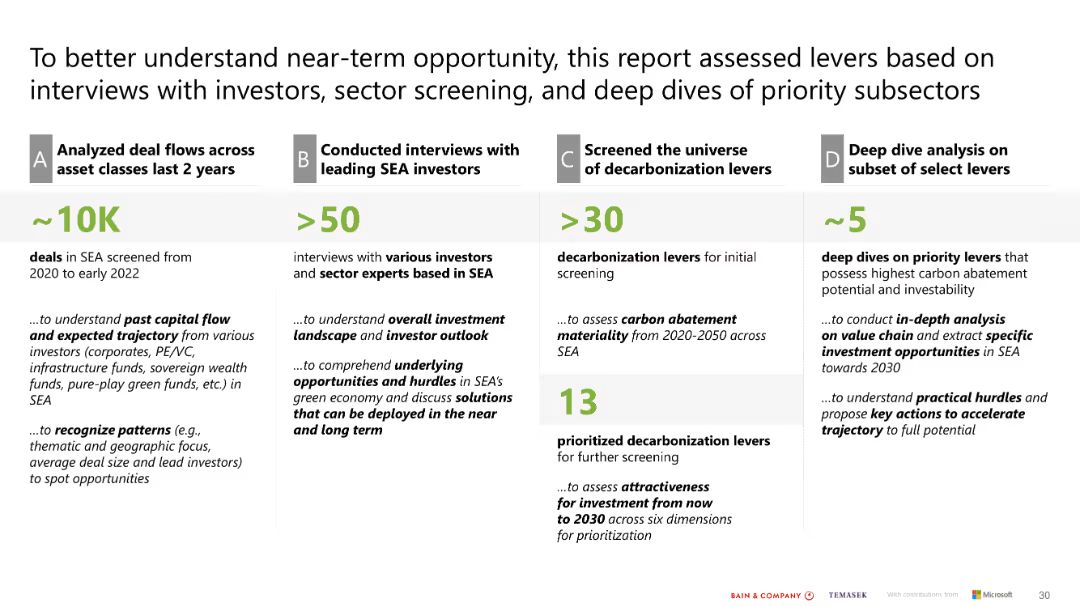 To better understand near-term opportunity, this report assessed levers based on
interviews with investors, sector screening, and deep dives of priority subsectors
A
Analyzed deal flows across
asset classes last 2 years
~10K
deals in SEA screened from
2020 to early 2022
...to understand past capital flow
and expected trajectory from various
investors (corporates, PE/VC,
infrastructure funds, sovereign wealth
funds, pure-play green funds, etc.) in
SEA
...to recognize patterns (e.g.,
thematic and geographic focus,
average deal size and lead investors)
to spot opportunities
B
Conducted interviews with
leading SEA investors
>50
interviews with various investors
and sector experts based in SEA
...to understand overall investment
landscape and investor outlook
...to comprehend underlying
opportunities and hurdles in SEA's
green economy and discuss solutions
that can be deployed in the near
and long term
C
Screened the universe
of decarbonization levers
>30
decarbonization levers for initial
screening
...to assess carbon abatement
materiality from 2020-2050 across
SEA
13
prioritized decarbonization levers
for further screening
...to assess attractiveness
for investment from now
to 2030 across six dimensions
for prioritization
D
Deep dive analysis on
subset of select levers
~5
deep dives on priority levers that
possess highest carbon abatement
potential and investability
...to conduct in-depth analysis
on value chain and extract specific
investment opportunities in SEA
towards 2030
...to understand practical hurdles and
propose key actions to accelerate
trajectory to full potential
BAIN & COMPANY
TEMASEK
With contributions from
Microsoft
30